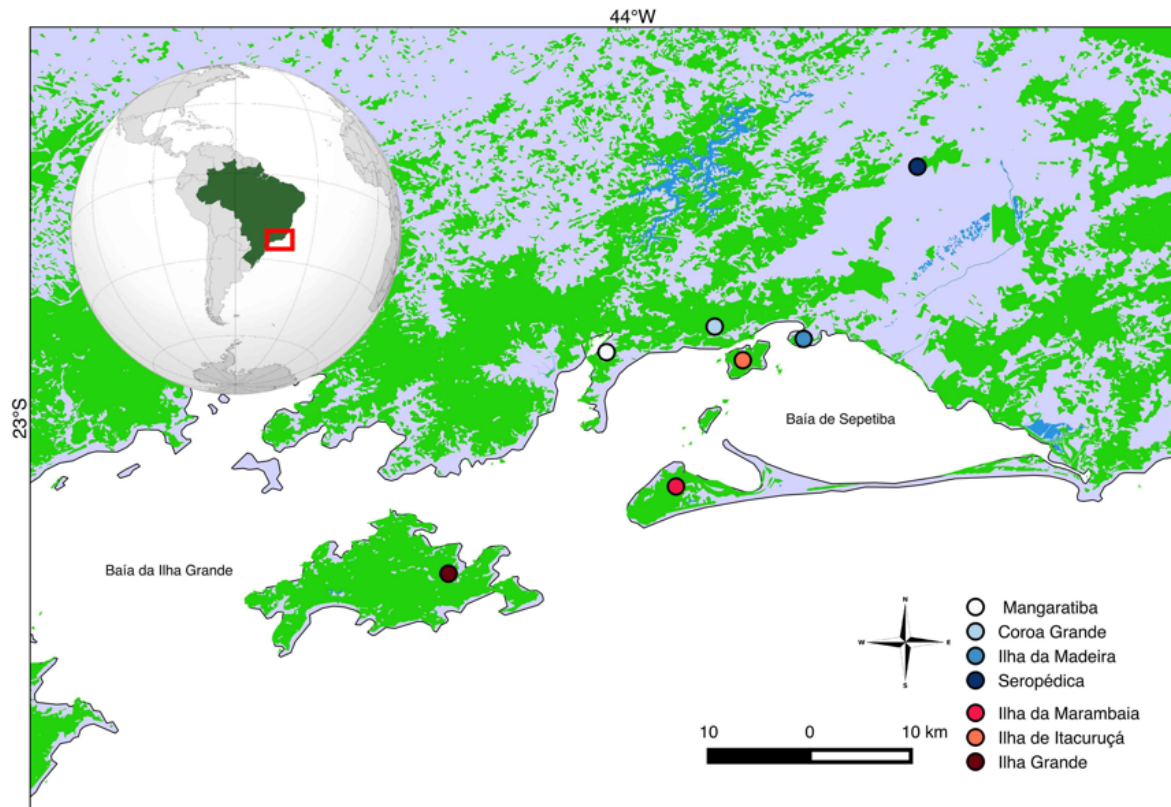 44°W
23°S
Baía de Sepetiba
Baía da Ilha Grande
N
W
E
S
Mangaratiba
Coroa Grande
Ilha da Madeira
Seropédica
Ilha da Marambaia
Ilha de Itacuruçá
Ilha Grande
10 0 10 km